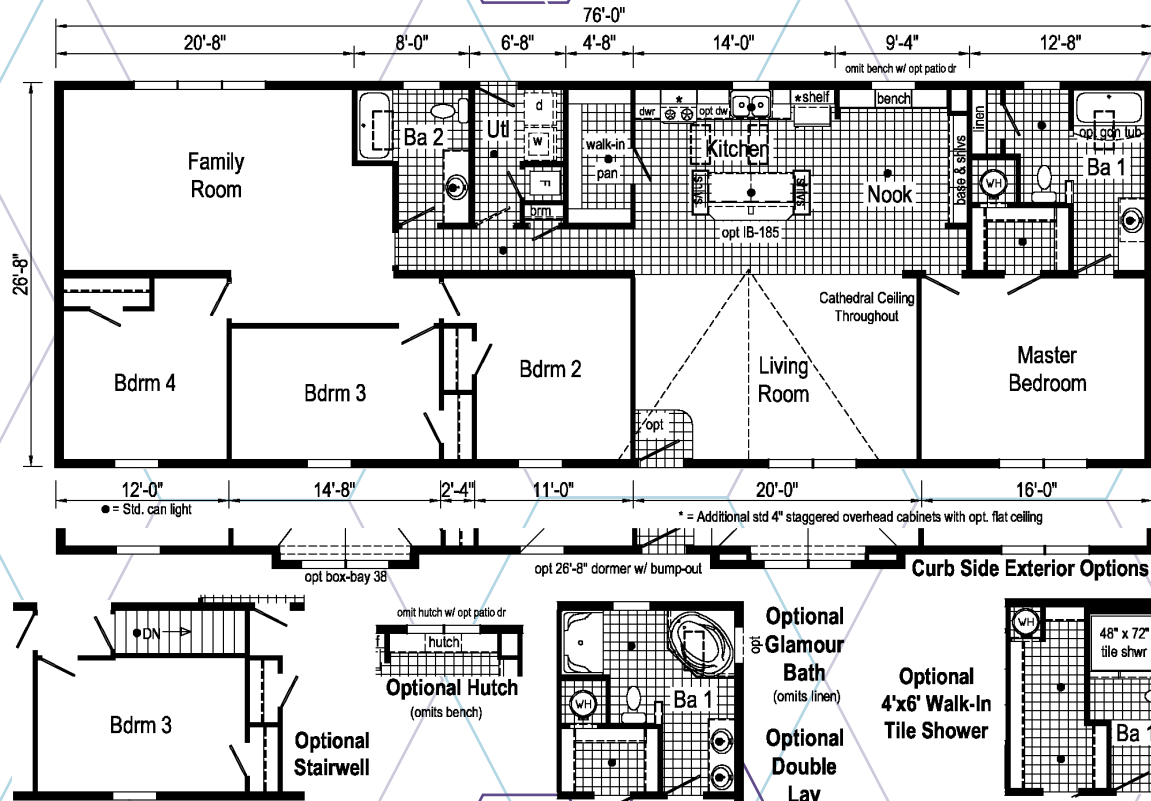 76'-0"
20'-8"
8'-0"
6'-8"
4'-8"
14'-0"
9'-4"
12'-8"
omit bench w/ opt patio dr
26'-8"
Family
Room
Ba 2
Utl
d
w
F
brm
walk-in
pan
dwr
*
opt dw
*shelf
Kitchen
shlvs
shlvs
opt IB-185
bench
Nook
base & shlvs
linen
WH
opt gdn tub
Ba 1
Bdrm 4
Bdrm 3
Bdrm 2
opt
Living
Room
Cathedral Ceiling
Throughout
Master
Bedroom
12'-0"
14'-8"
2'-4"
11'-0"
20'-0"
16'-0"
= Std. can light
* = Additional std 4" staggered overhead cabinets with opt. flat ceiling
opt box-bay 38
opt 26'-8" dormer w/ bump-out
Curb Side Exterior Options
DN
Bdrm 3
Optional
Stairwell
omit hutch w/ opt patio dr
hutch
Optional Hutch
(omits bench)
WH
Ba 1
opt
Optional
Glamour
Bath
(omits linen)
Optional
Double
Lav
Optional
4'x6' Walk-In
Tile Shower
WH
48" x 72"
tile shwr
Ba 1